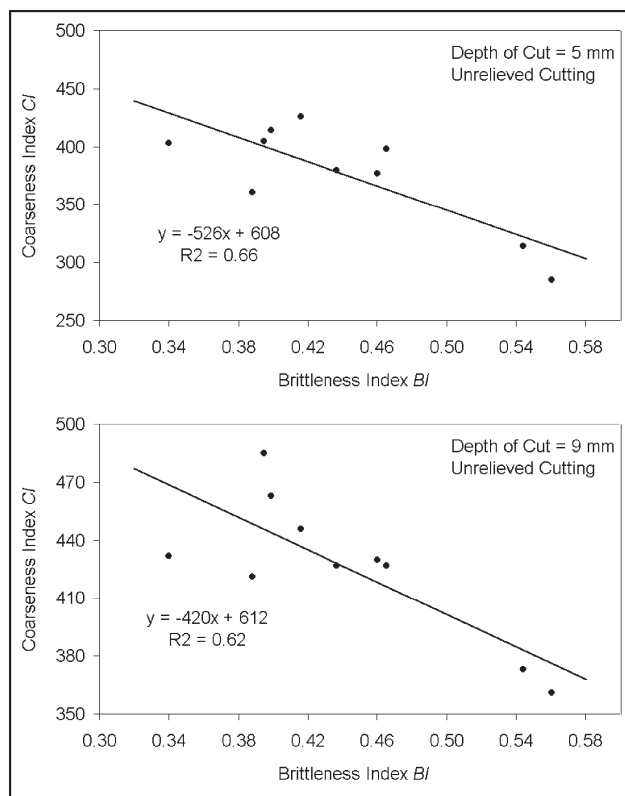 500
Depth of Cut = 5 mm
Unrelieved Cutting
450
400
350
300
250
Coarseness Index CI
y = -526x + 608
R2 = 0.66
0.30 0.34 0.38 0.42 0.46 0.50 0.54 0.58
Brittleness Index BI
500
Depth of Cut = 9 mm
Unrelieved Cutting
470
440
410
380
350
Coarseness Index CI
y = -420x + 612
R2 = 0.62
0.30 0.34 0.38 0.42 0.46 0.50 0.54 0.58
Brittleness Index BI